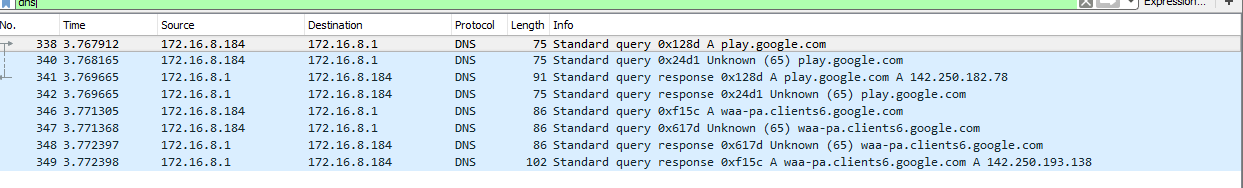 dns
Expression...
No. Time Source Destination Protocol Length Info
338 3.767912 172.16.8.184 172.16.8.1 DNS 75 Standard query 0x128d A play.google.com
340 3.768165 172.16.8.184 172.16.8.1 DNS 75 Standard query 0x24d1 Unknown (65) play.google.com
341 3.769665 172.16.8.1 172.16.8.184 DNS 91 Standard query response 0x128d A play.google.com A 142.250.182.78
342 3.769665 172.16.8.1 172.16.8.184 DNS 75 Standard query response 0x24d1 Unknown (65) play.google.com
346 3.771305 172.16.8.184 172.16.8.1 DNS 86 Standard query 0xf15c A waa-pa.clients6.google.com
347 3.771368 172.16.8.184 172.16.8.1 DNS 86 Standard query 0x617d Unknown (65) waa-pa.clients6.google.com
348 3.772397 172.16.8.1 172.16.8.184 DNS 86 Standard query response 0x617d Unknown (65) waa-pa.clients6.google.com
349 3.772398 172.16.8.1 172.16.8.184 DNS 102 Standard query response 0xf15c A waa-pa.clients6.google.com A 142.250.193.138